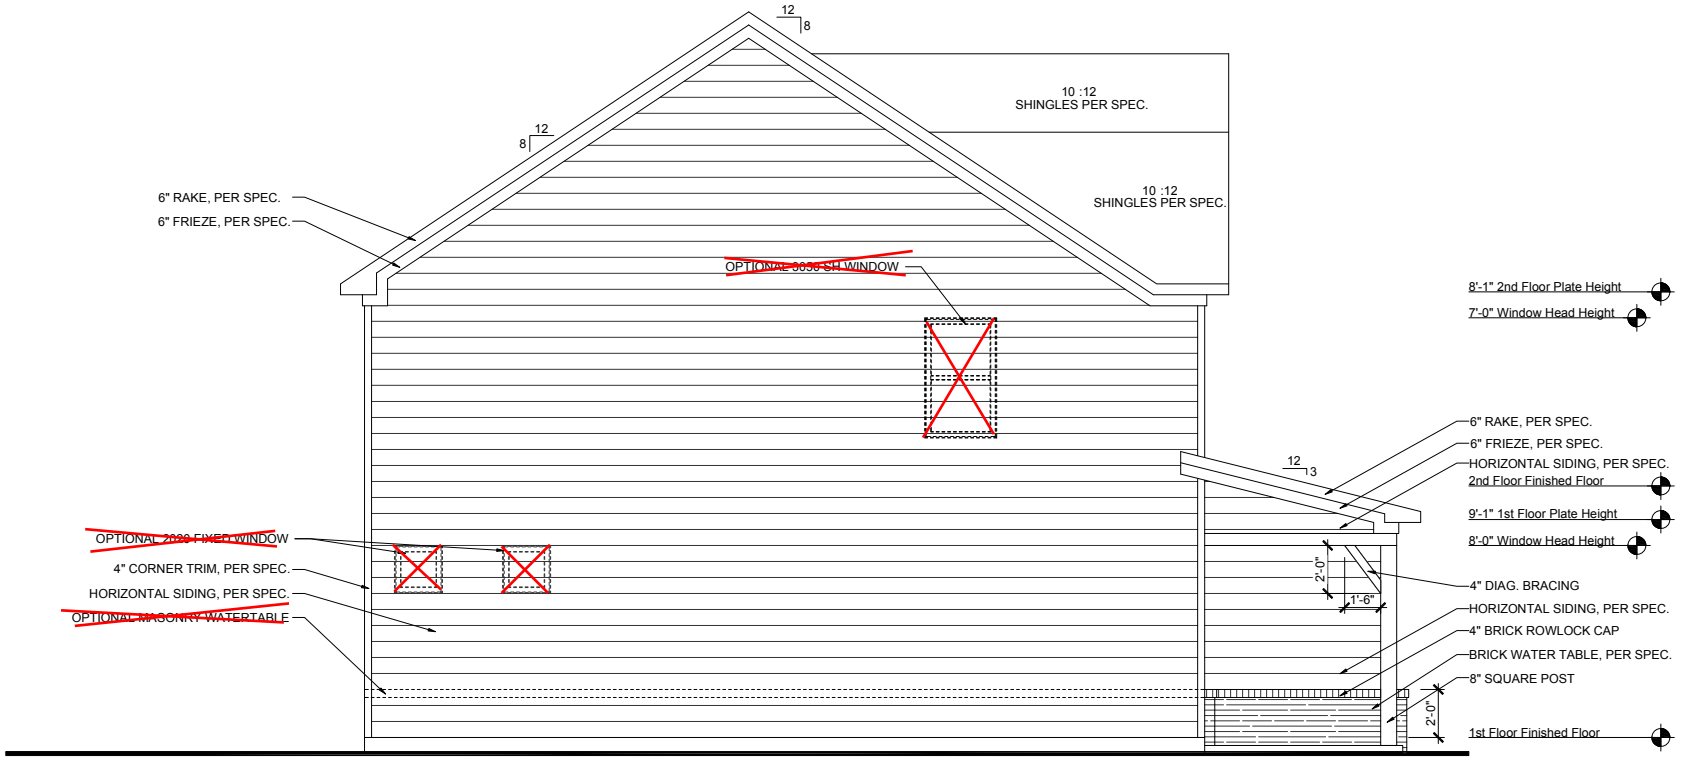 12
8
10 :12
SHINGLES PER SPEC.
12
8
10 :12
SHINGLES PER SPEC.
6" RAKE, PER SPEC.
6" FRIEZE, PER SPEC.
OPTIONAL 3050 SH WINDOW
8'-1" 2nd Floor Plate Height
7'-0" Window Head Height
6" RAKE, PER SPEC.
6" FRIEZE, PER SPEC.
12
3
HORIZONTAL SIDING, PER SPEC.
2nd Floor Finished Floor
9'-1" 1st Floor Plate Height
8'-0" Window Head Height
OPTIONAL 2020 FIXED WINDOW
4" CORNER TRIM, PER SPEC.
HORIZONTAL SIDING, PER SPEC.
OPTIONAL MASONRY WATERTABLE
2'-0"
1'-6"
4" DIAG. BRACING
HORIZONTAL SIDING, PER SPEC.
4" BRICK ROWLOCK CAP
BRICK WATER TABLE, PER SPEC.
8" SQUARE POST
2'-0"
1st Floor Finished Floor